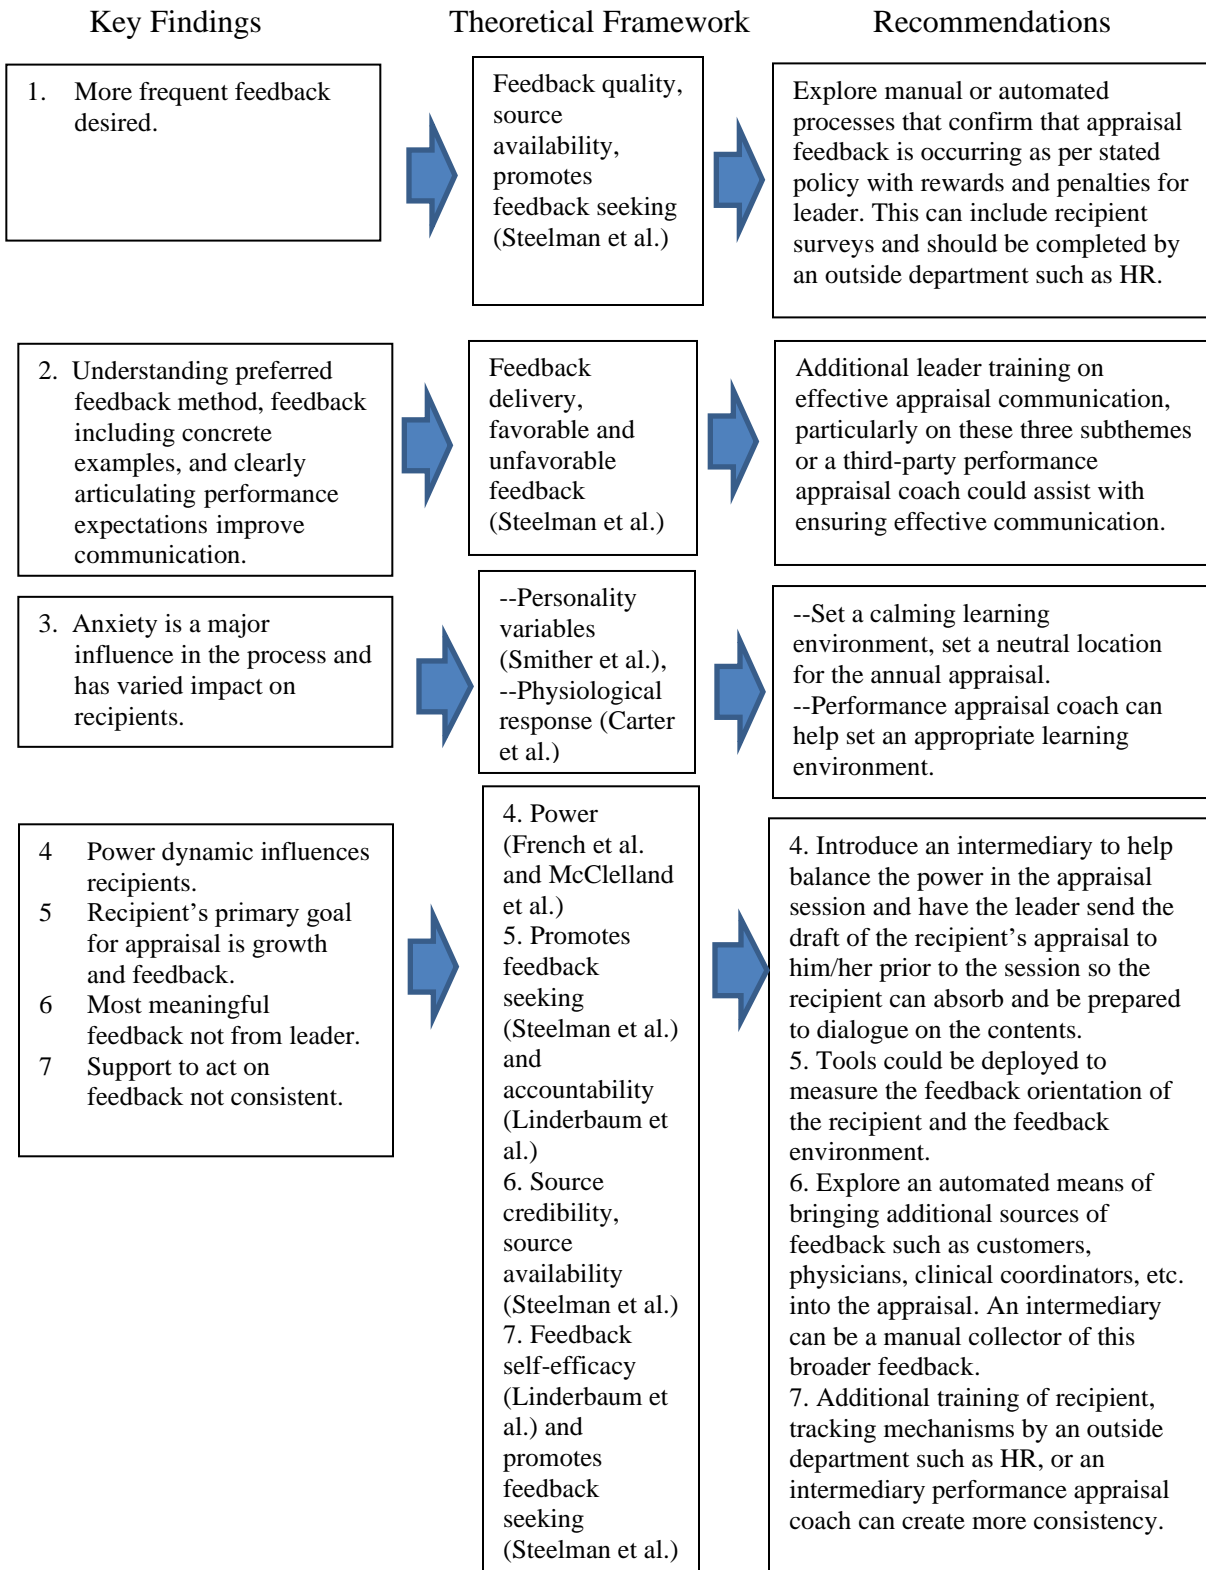 Key Findings
Theoretical Framework
Recommendations
1. More frequent feedback
desired.
Feedback quality,
source
availability,
promotes
feedback seeking
(Steelman et al.)
Explore manual or automated
processes that confirm that appraisal
feedback is occurring as per stated
policy with rewards and penalties for
leader. This can include recipient
surveys and should be completed by
an outside department such as HR.
2. Understanding preferred
feedback method, feedback
including concrete
examples, and clearly
articulating performance
expectations improve
communication.
Feedback
delivery,
favorable and
unfavorable
feedback
(Steelman et al.)
Additional leader training on
effective appraisal communication,
particularly on these three subthemes
or a third-party performance
appraisal coach could assist with
ensuring effective communication.
3. Anxiety is a major
influence in the process and
has varied impact on
recipients.
--Personality
variables
(Smither et al.),
--Physiological
response (Carter
et al.)
--Set a calming learning
environment, set a neutral location
for the annual appraisal.
--Performance appraisal coach can
help set an appropriate learning
environment.
4 Power dynamic influences
recipients.
5 Recipient’s primary goal
for appraisal is growth
and feedback.
6 Most meaningful
feedback not from leader.
7 Support to act on
feedback not consistent.
4. Power
(French et al.
and McClelland
et al.)
5. Promotes
feedback
seeking
(Steelman et al.)
and
accountability
(Linderbaum et
al.)
6. Source
credibility,
source
availability
(Steelman et al.)
7. Feedback
self-efficacy
(Linderbaum et
al.) and
promotes
feedback
seeking
(Steelman et al.)
4. Introduce an intermediary to help
balance the power in the appraisal
session and have the leader send the
draft of the recipient’s appraisal to
him/her prior to the session so the
recipient can absorb and be prepared
to dialogue on the contents.
5. Tools could be deployed to
measure the feedback orientation of
the recipient and the feedback
environment.
6. Explore an automated means of
bringing additional sources of
feedback such as customers,
physicians, clinical coordinators, etc.
into the appraisal. An intermediary
can be a manual collector of this
broader feedback.
7. Additional training of recipient,
tracking mechanisms by an outside
department such as HR, or an
intermediary performance appraisal
coach can create more consistency.